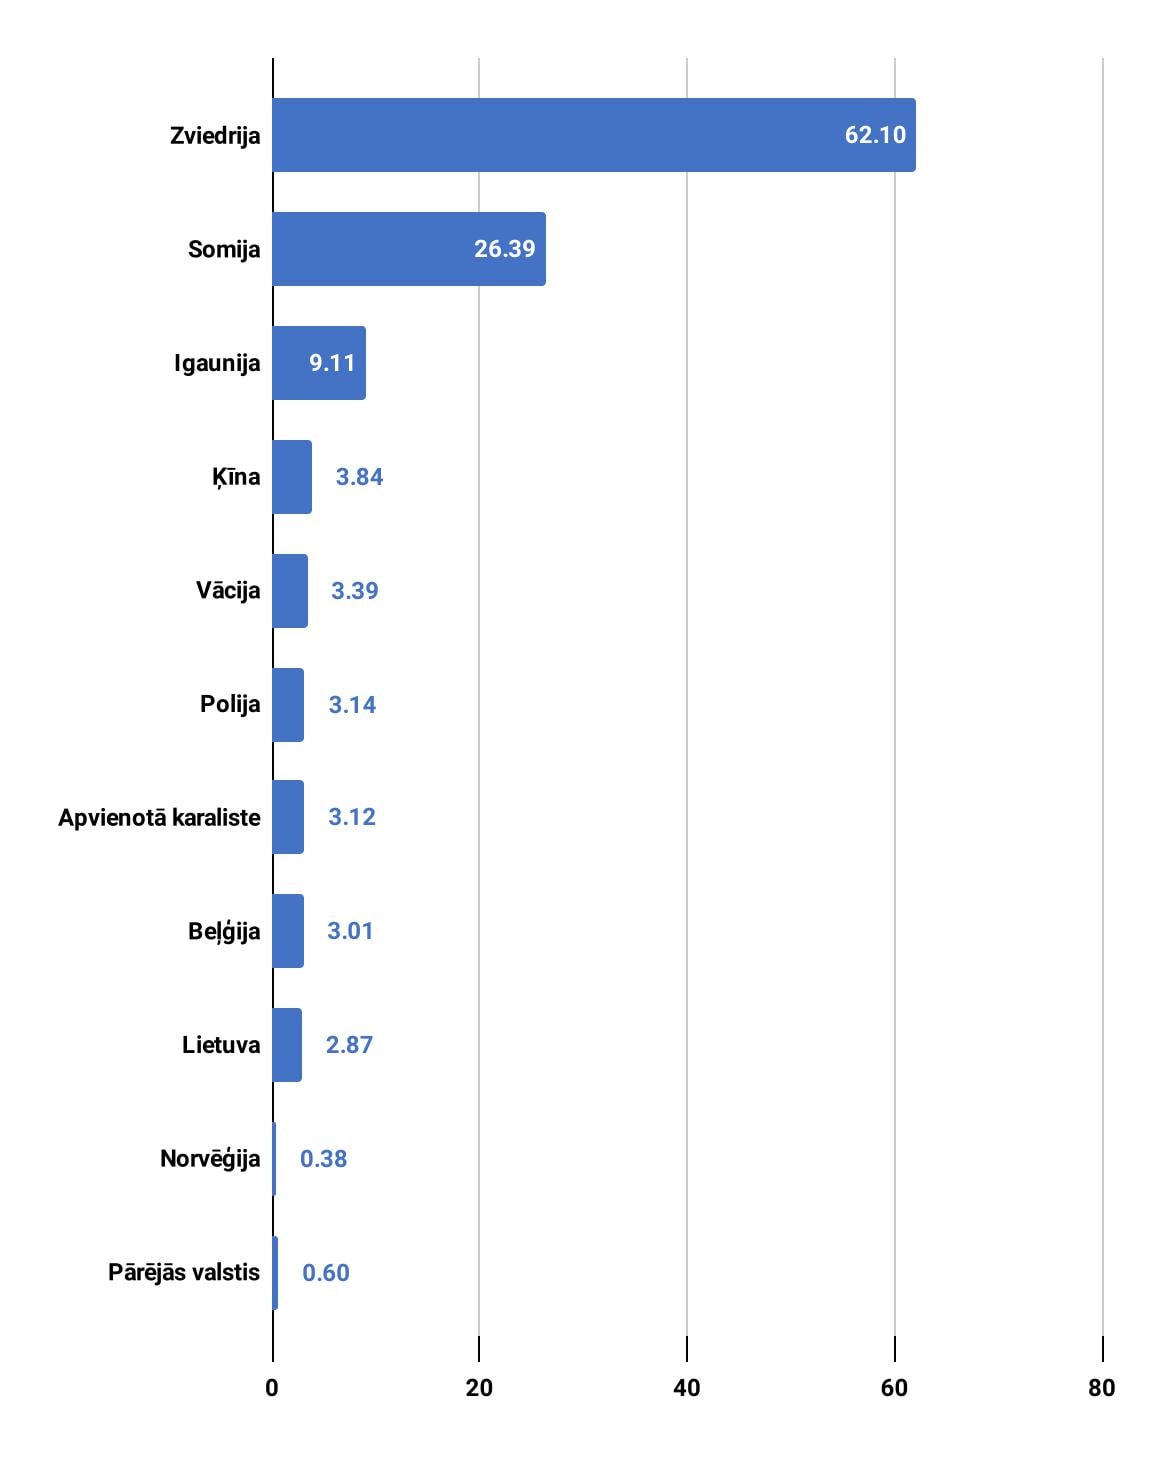 Zviedrija 62.10
Somija 26.39
Igaunija 9.11
Ķīna 3.84
Vācija 3.39
Polija 3.14
Apvienotā karaliste 3.12
Beļģija 3.01
Lietuva 2.87
Norvēģija 0.38
Pārējās valstis 0.60
0 20 40 60 80